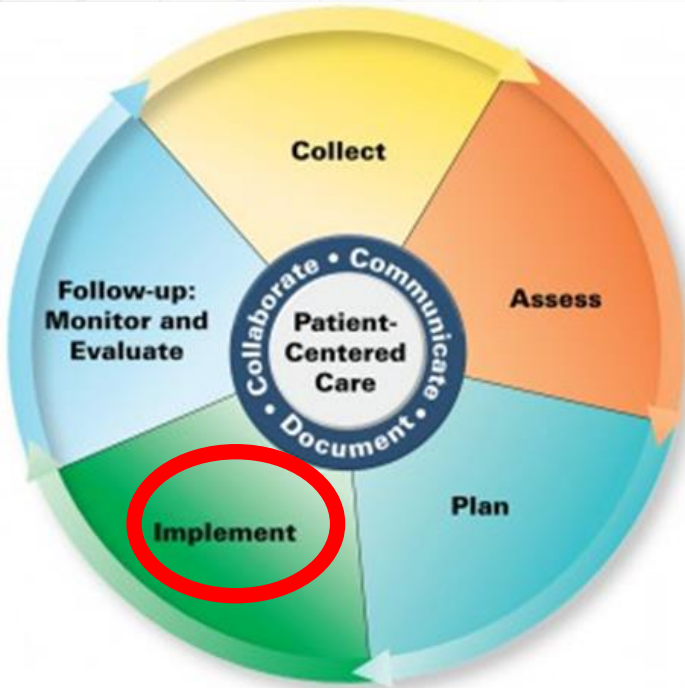 Collect
Assess
Plan
Implement
Follow-up:
Monitor and
Evaluate
Collaborate • Communicate • Document •
Patient-
Centered
Care